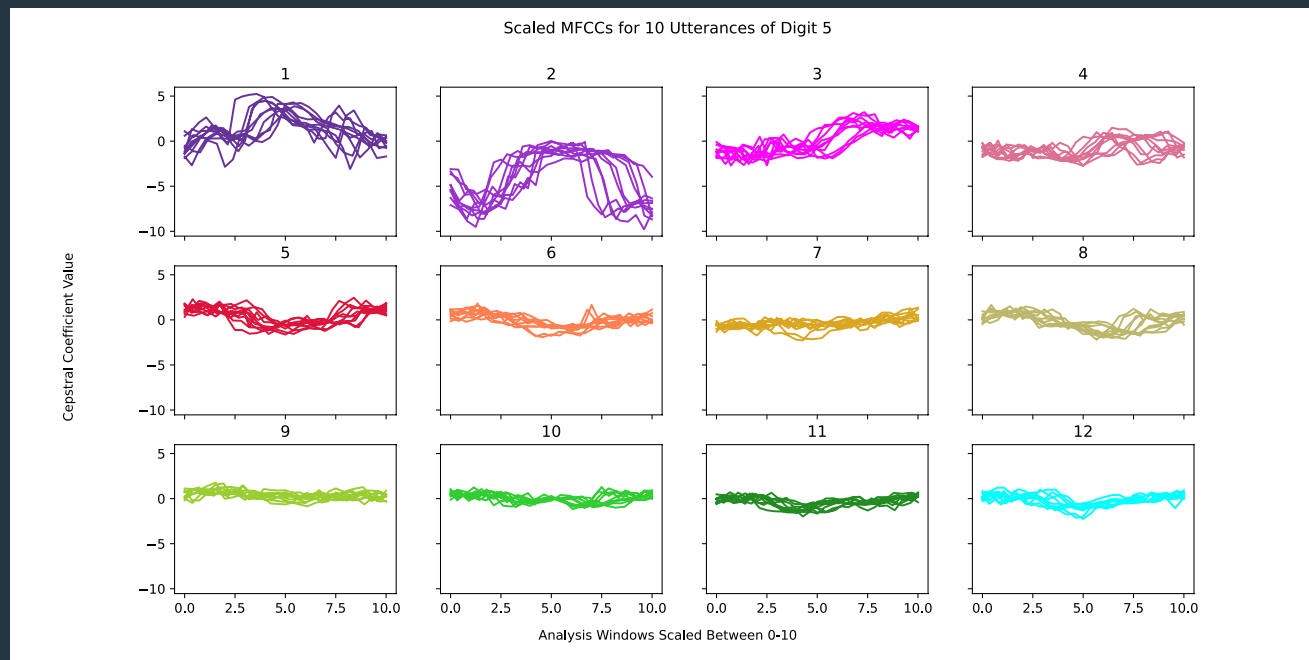 Scaled MFCCs for 10 Utterances of Digit 5
1 2 3 4
5
0
−5
−10
5 6 7 8
5
0
−5
−10
Cepstral Coefficient Value
9 10 11 12
5
0
−5
−10
0.0 2.5 5.0 7.5 10.0 0.0 2.5 5.0 7.5 10.0 0.0 2.5 5.0 7.5 10.0 0.0 2.5 5.0 7.5 10.0
Analysis Windows Scaled Between 0-10